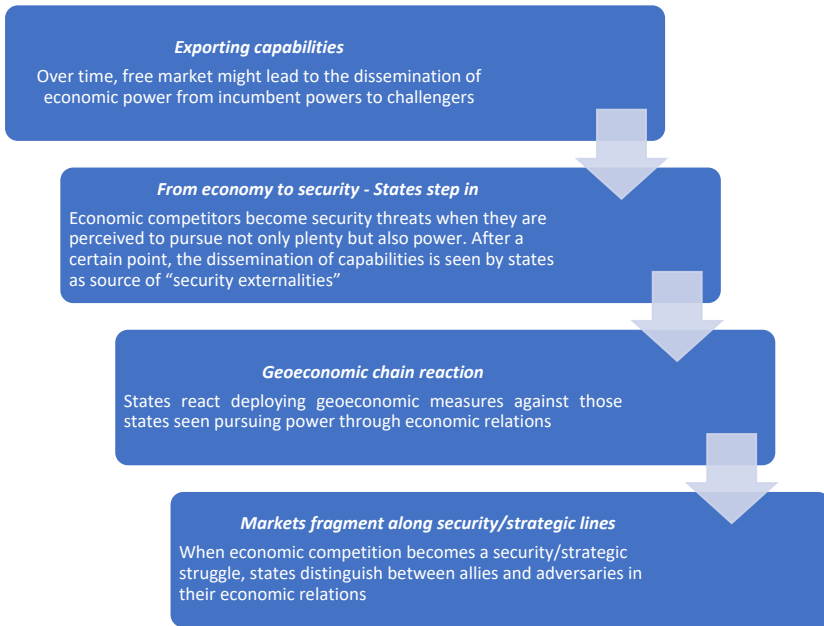 Exporting capabilities
Over time, free market might lead to the dissemination of
economic power from incumbent powers to challengers
From economy to security - States step in
Economic competitors become security threats when they are
perceived to pursue not only plenty but also power. After a
certain point, the dissemination of capabilities is seen by states
as source of “security externalities”
Geoeconomic chain reaction
States react deploying geoeconomic measures against those
states seen pursuing power through economic relations
Markets fragment along security/strategic lines
When economic competition becomes a security/strategic
struggle, states distinguish between allies and adversaries in
their economic relations